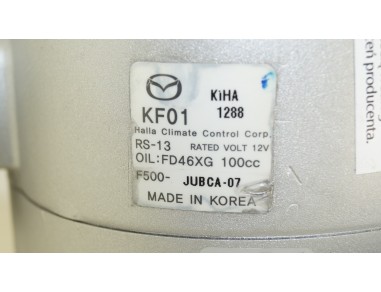 KiHA
KF01 1288
Halla Climate Control Corp.
RS-13 RATED VOLT 12V
OIL:FD46XG 100cc
F500- JUBCA-07
MADE IN KOREA
producenta.